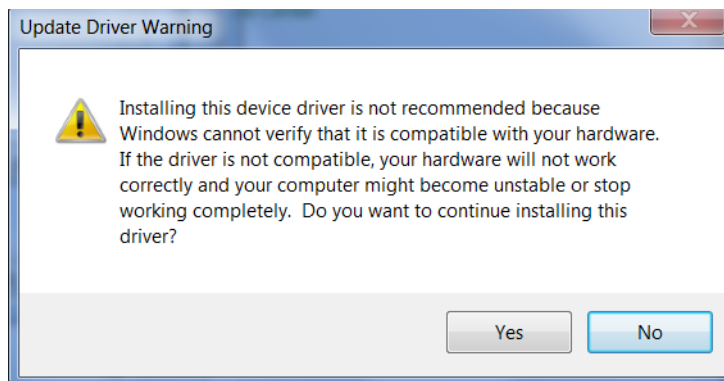 Update Driver Warning
X
Installing this device driver is not recommended because
Windows cannot verify that it is compatible with your hardware.
If the driver is not compatible, your hardware will not work
correctly and your computer might become unstable or stop
working completely.  Do you want to continue installing this
driver?
Yes
No